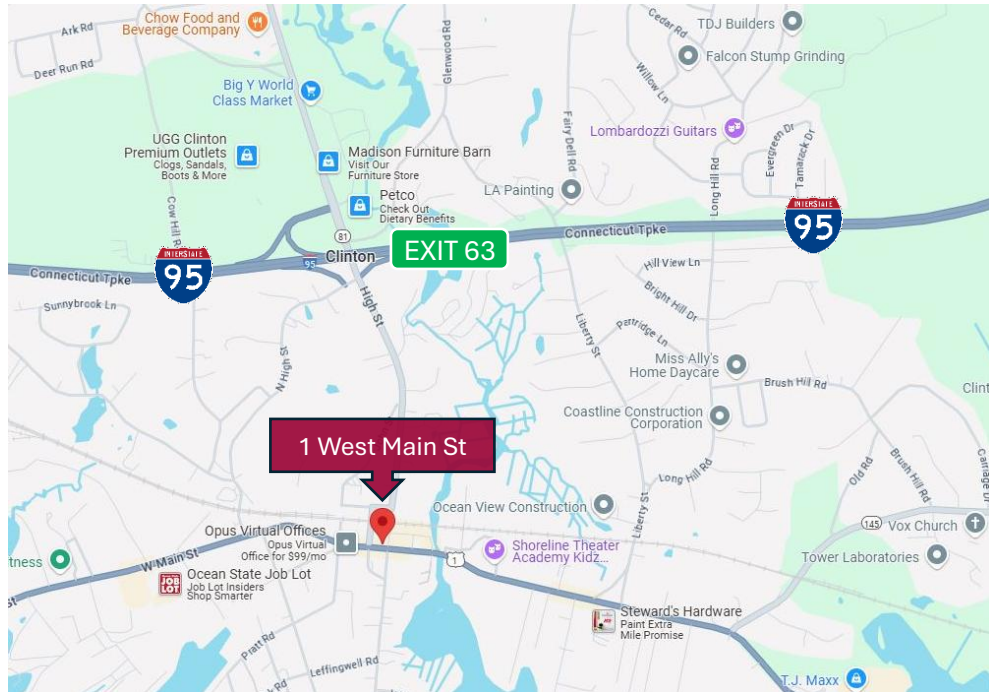 Ark Rd
Deer Run Rd
Chow Food and
Beverage Company
Glenwood Rd
Cedar Rd
TDJ Builders
Falcon Stump Grinding
Willow Ln
Big Y World
Class Market
Lombardozzi Guitars
UGG Clinton
Premium Outlets
Clogs, Sandals,
Boots & More
Madison Furniture Barn
Visit Our
Furniture Store
Fairy Dell Rd
Evergreen Dr
Tamarack Dr
Long Hill Rd
LA Painting
Petco
Check Out
Dietary Benefits
Cow Hill Rd
INTERSTATE
95
81
Clinton
EXIT 63
Connecticut Tpke
INTERSTATE
95
95
Connecticut Tpke
Hill View Ln
Bright Hill Dr
Sunnybrook Ln
High St
Liberty St
Partridge Ln
N High St
Miss Ally's
Home Daycare
Brush Hill Rd
Clint
Coastline Construction
Corporation
1 West Main St
Long Hill Rd
Old Rd
Brush Hill Rd
Carriage Dr
Ocean View Construction
Liberty St
145
Vox Church
Opus Virtual Offices
Opus Virtual
Office for $99/mo
W Main St
1
Shoreline Theater
Academy Kidz...
Tower Laboratories
tness
St
JOB
LOT
Ocean State Job Lot
Job Lot Insiders
Shop Smarter
Steward's Hardware
Paint Extra
Mile Promise
Pratt Rd
Leffingwell Rd
T.J. Maxx